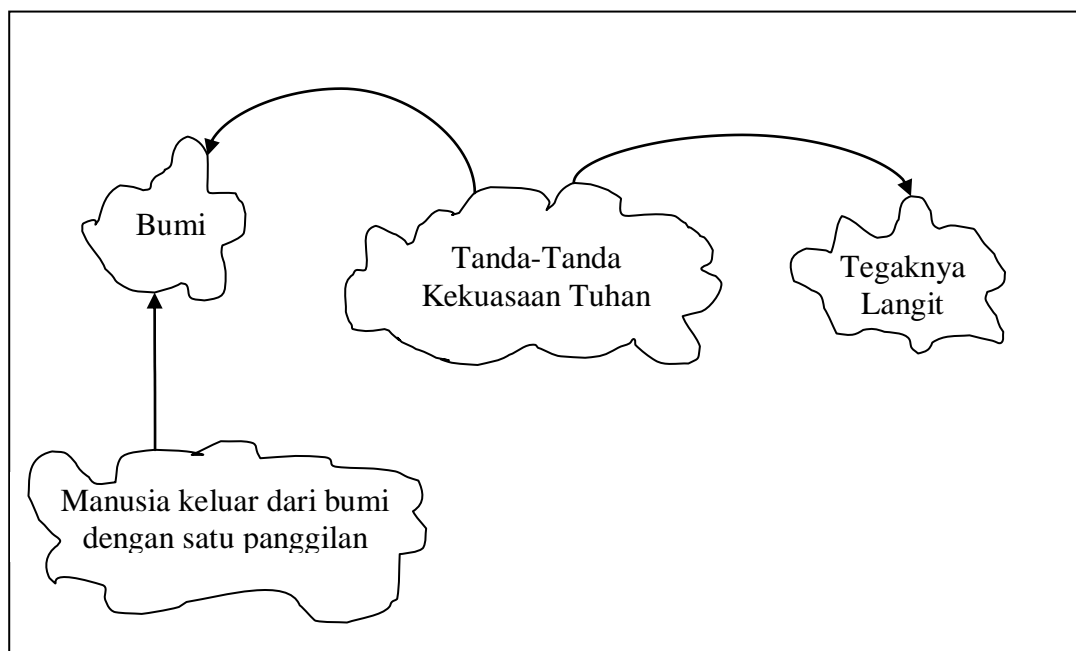 Bumi
Tanda-Tanda
Kekuasaan Tuhan
Tegaknya
Langit
Manusia keluar dari bumi
dengan satu panggilan